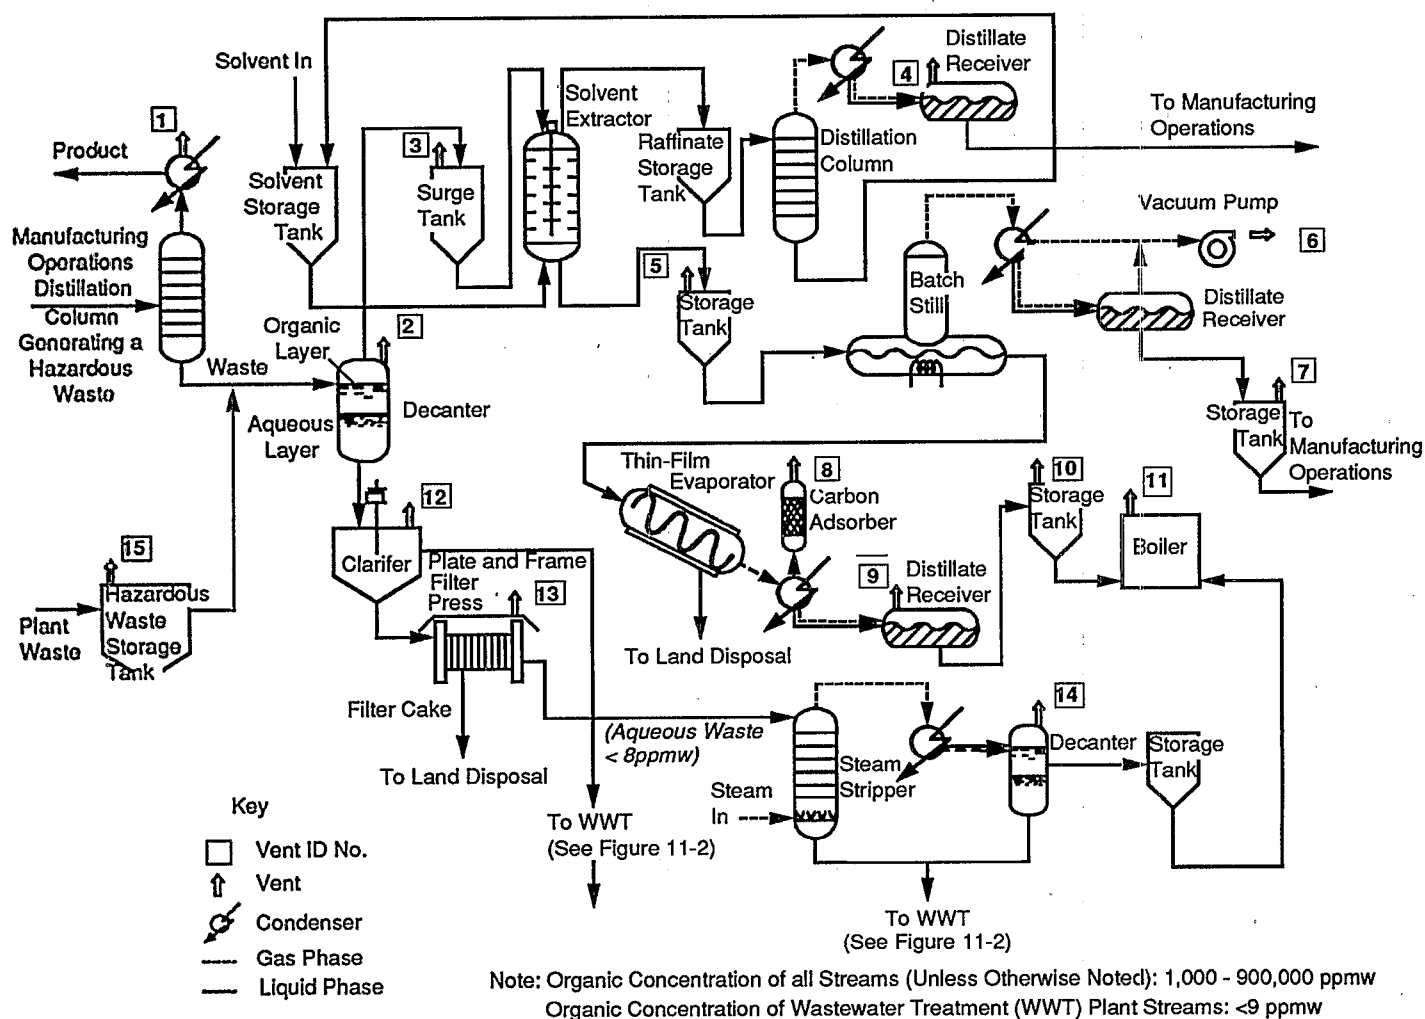 Solvent In
1
Product
Manufacturing
Operations
Distillation
Column
Gonorating a
Hazardous
Waste
Waste
Solvent
Storage
Tank
3
Surge
Tank
Solvent
Extractor
Raffinate
Storage
Tank
Distillation
Column
4
Distillate
Receiver
To Manufacturing
Operations
Vacuum Pump
6
Distillate
Receiver
5
Storage
Tank
Batch
Still
7
Storage
Tank
To
Manufacturing
Operations
2
Organic
Layer
Aqueous
Layer
Decanter
Thin-Film
Evaporator
8
Carbon
Adsorber
10
Storage
Tank
11
Boiler
12
Clarifer
Plate and Frame
Filter
Press
13
9
Distillate
Receiver
To Land Disposal
15
Hazardous
Waste
Storage
Tank
Plant
Waste
Filter Cake
To Land Disposal
(Aqueous Waste
< 8ppmw)
Steam
In
Steam
Stripper
14
Decanter
Storage
Tank
To WWT
(See Figure 11-2)
To WWT
(See Figure 11-2)
Key
Vent ID No.
Vent
Condenser
Gas Phase
Liquid Phase
Note: Organic Concentration of all Streams (Unless Otherwise Noted): 1,000 - 900,000 ppmw
Organic Concentration of Wastewater Treatment (WWT) Plant Streams: <9 ppmw